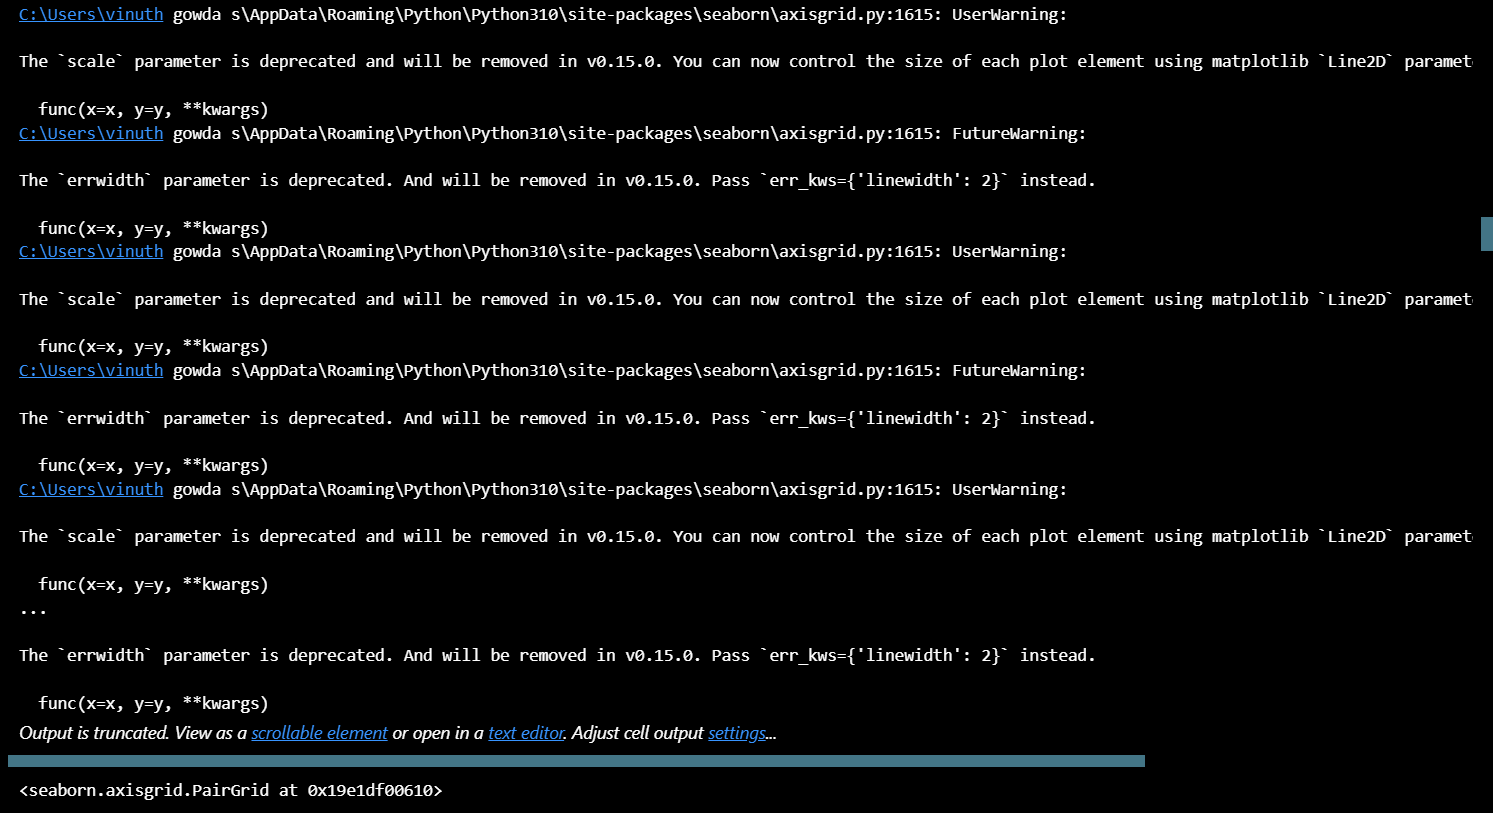 C:\Users\vinuth gowda s\AppData\Roaming\Python\Python310\site-packages\seaborn\axisgrid.py:1615: UserWarning:
The `scale` parameter is deprecated and will be removed in v0.15.0. You can now control the size of each plot element using matplotlib `Line2D`
func(x=x, y=y, **kwargs)
C:\Users\vinuth gowda s\AppData\Roaming\Python\Python310\site-packages\seaborn\axisgrid.py:1615: FutureWarning:
The `errwidth` parameter is deprecated. And will be removed in v0.15.0. Pass `err_kws={'linewidth': 2}` instead.
func(x=x, y=y, **kwargs)
C:\Users\vinuth gowda s\AppData\Roaming\Python\Python310\site-packages\seaborn\axisgrid.py:1615: UserWarning:
The `scale` parameter is deprecated and will be removed in v0.15.0. You can now control the size of each plot element using matplotlib `Line2D`
func(x=x, y=y, **kwargs)
C:\Users\vinuth gowda s\AppData\Roaming\Python\Python310\site-packages\seaborn\axisgrid.py:1615: FutureWarning:
The `errwidth` parameter is deprecated. And will be removed in v0.15.0. Pass `err_kws={'linewidth': 2}` instead.
func(x=x, y=y, **kwargs)
C:\Users\vinuth gowda s\AppData\Roaming\Python\Python310\site-packages\seaborn\axisgrid.py:1615: UserWarning:
The `scale` parameter is deprecated and will be removed in v0.15.0. You can now control the size of each plot element using matplotlib `Line2D`
func(x=x, y=y, **kwargs)
...
The `errwidth` parameter is deprecated. And will be removed in v0.15.0. Pass `err_kws={'linewidth': 2}` instead.
func(x=x, y=y, **kwargs)
Output is truncated. View as a scrollable element or open in a text editor. Adjust cell output settings...
<seaborn.axisgrid.PairGrid at 0x19e1df00610>